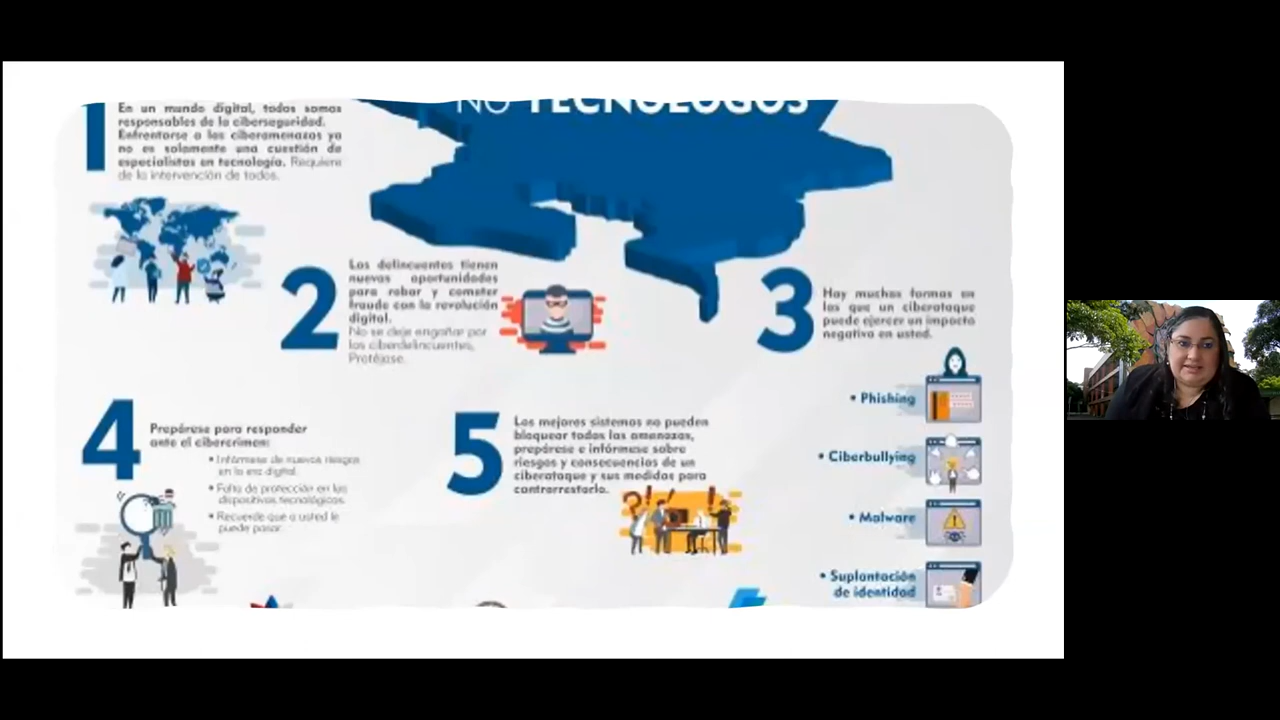 NO TECNÓLOGOS
1
En un mundo digital, todos somos
responsables de la ciberseguridad.
Enfrentarse a las ciberamenazas ya
no es solamente una cuestión de
especialistas en tecnología. Requiere
de la intervención de todos.
2
Los delincuentes tienen
nuevas oportunidades
para robar y cometer
fraude con la revolución
digital.
No se deje engañar por
los ciberdelincuentes,
Protéjase.
3
Hay muchas formas en
las que un ciberataque
puede ejercer un impacto
negativo en usted.
• Phishing
• Ciberbullying
• Malware
• Suplantación
de identidad
4
Prepárese para responder
ante el cibercrimen:
• Infórmese de nuevos riesgos
en la era digital.
• Falta de protección en los
dispositivos tecnológicos.
• Recuerde que a usted le
puede pasar.
5
Los mejores sistemas no pueden
bloquear todas las amenazas,
prepárese e infórmese sobre
riesgos y consecuencias de un
ciberataque y sus medidas para
contrarrestarlo.